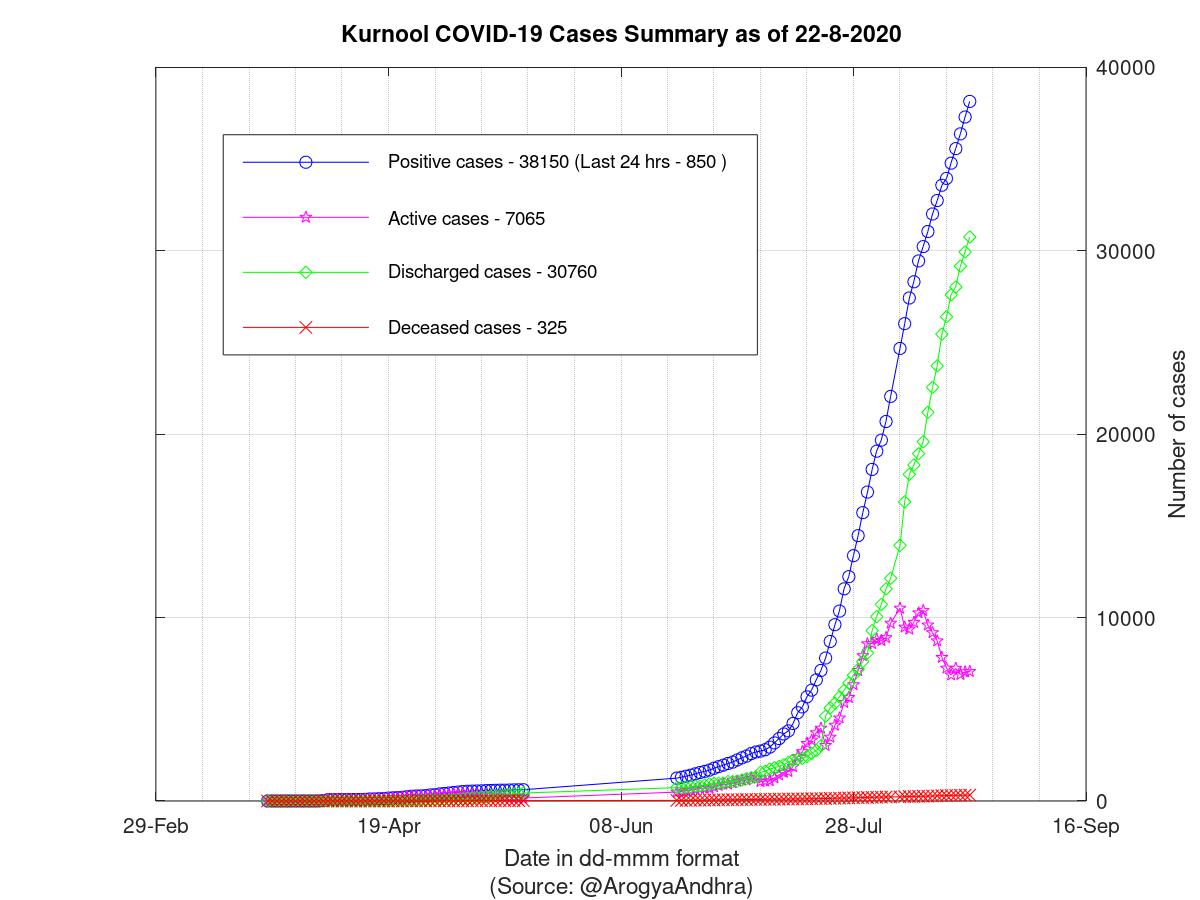 Kurnool COVID-19 Cases Summary as of 22-8-2020
40000
Positive cases - 38150 (Last 24 hrs - 850 )
Active cases - 7065
Discharged cases - 30760
Deceased cases - 325
30000
20000
10000
0
Number of cases
29-Feb 19-Apr 08-Jun 28-Jul 16-Sep
Date in dd-mmm format
(Source: @ArogyaAndhra)